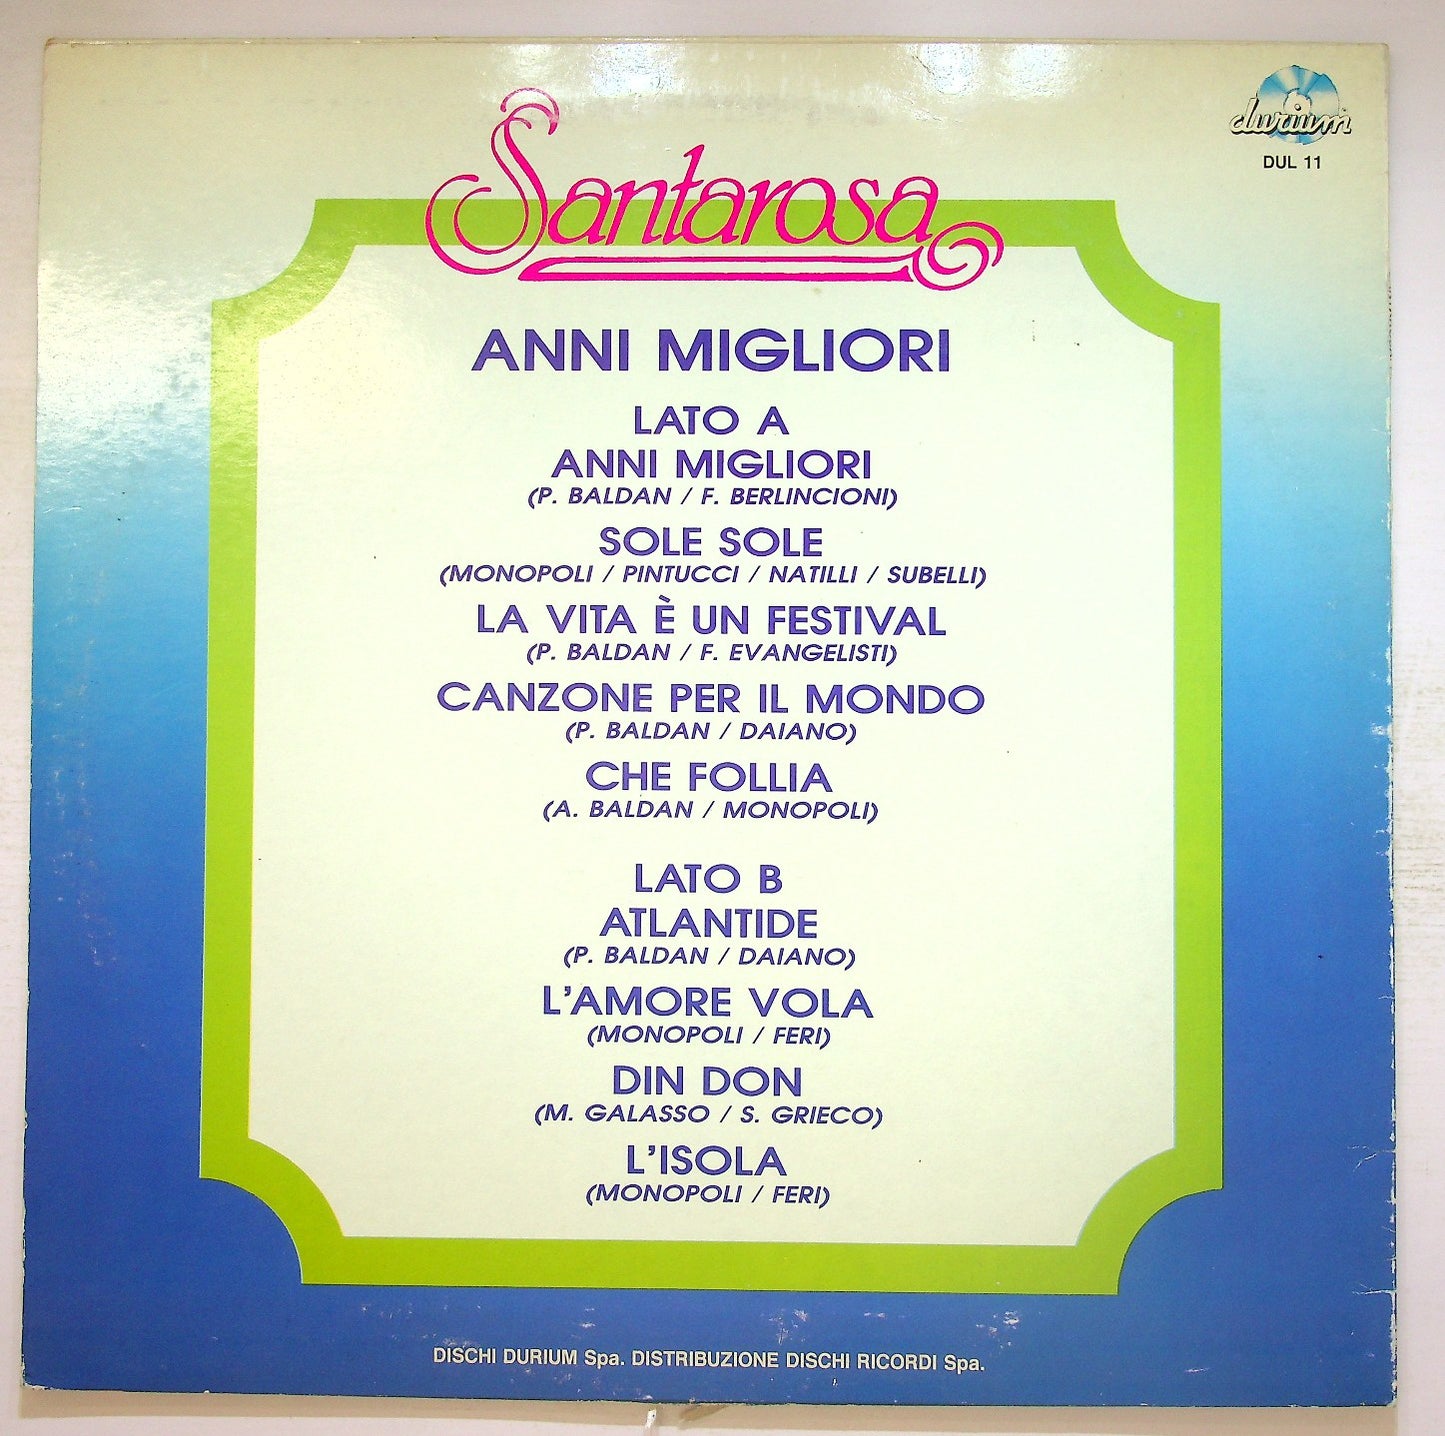 durium
DUL 11
Santarosa
ANNI MIGLIORI
LATO A
ANNI MIGLIORI
(P. BALDAN / F. BERLINCIONI)
SOLE SOLE
(MONOPOLI / PINTUCCI / NATILLI / SUBELLI)
LA VITA È UN FESTIVAL
(P. BALDAN / F. EVANGELISTI)
CANZONE PER IL MONDO
(P. BALDAN / DAIANO)
CHE FOLLIA
(A. BALDAN / MONOPOLI)
LATO B
ATLANTIDE
(P. BALDAN / DAIANO)
L'AMORE VOLA
(MONOPOLI / FERI)
DIN DON
(M. GALASSO / S. GRIECO)
L'ISOLA
(MONOPOLI / FERI)
DISCHI DURIUM Spa. DISTRIBUZIONE DISCHI RICORDI Spa.